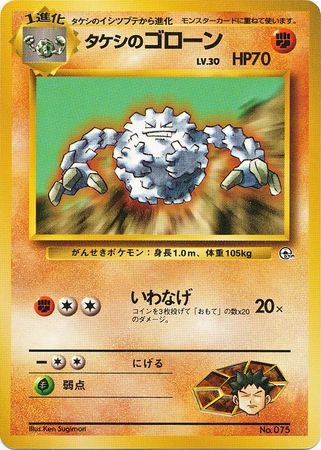 1進化
タケシのイシツブテから進化
モンスターカードに重ねて使います。
タケシのゴローン
LV.30 HP70
がんせきポケモン：身長1.0m、体重105kg
いわなげ 20×
コインを3枚投げて「おもて」の数×20
のダメージ。
にげる
弱点
Illus.Ken Sugimori
No.075